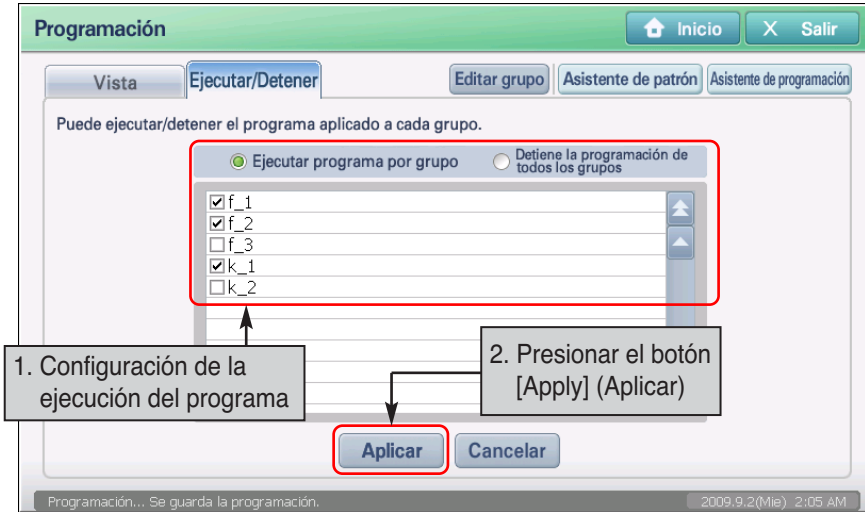 Programación
Inicio
X Salir
Vista
Ejecutar/Detener
Editar grupo
Asistente de patrón
Asistente de programación
Puede ejecutar/detener el programa aplicado a cada grupo.
Ejecutar programa por grupo
Detiene la programación de
todos los grupos
f_1
f_2
f_3
k_1
k_2
1. Configuración de la
ejecución del programa
2. Presionar el botón
[Apply] (Aplicar)
Aplicar
Cancelar
Programación... Se guarda la programación.
2009.9.2(Mie) 2:05 AM